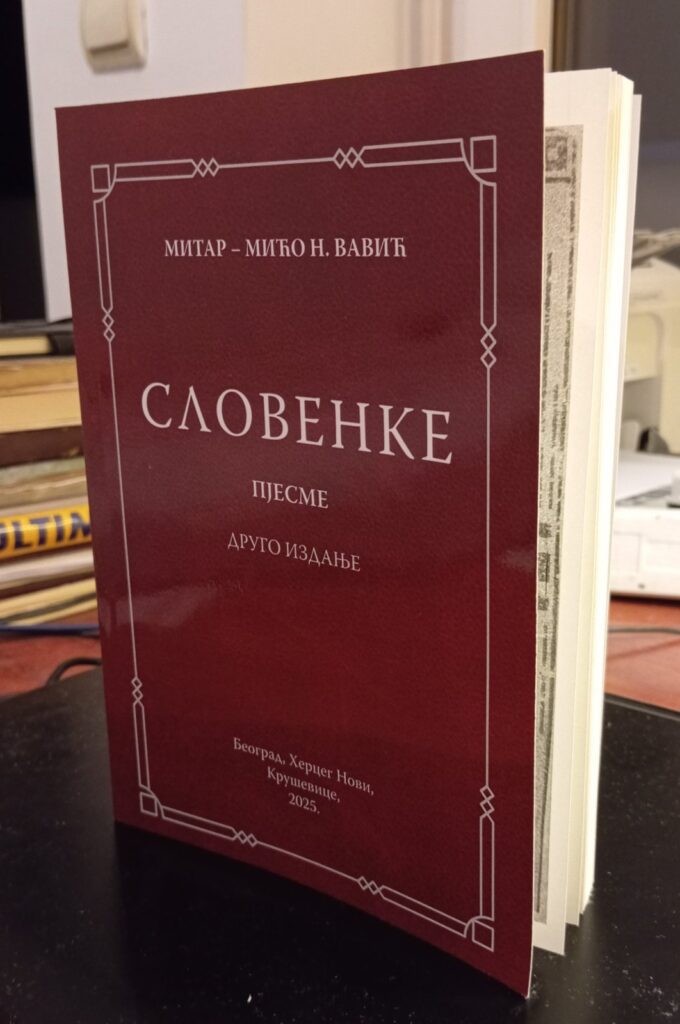 МИТАР – МИЋО Н. ВАВИЋ
СЛОВЕНКЕ
ПЈЕСМЕ
ДРУГО ИЗДАЊЕ
Београд, Херцег Нови,
Крушевице,
2025.